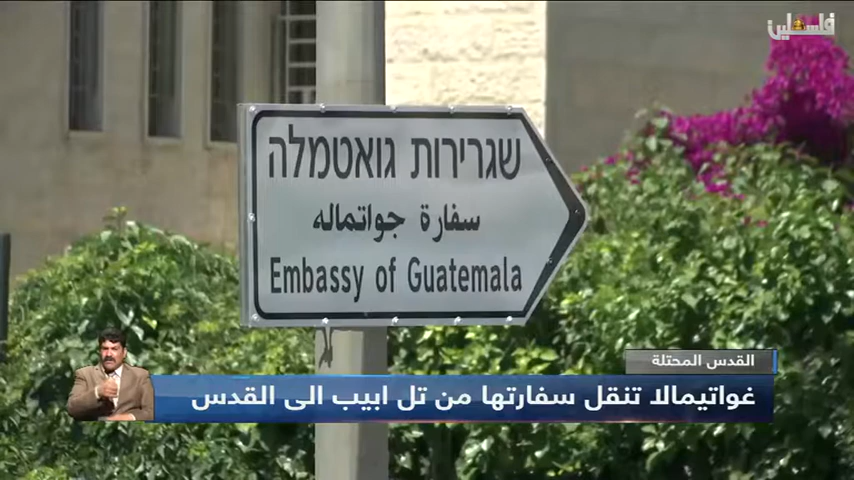 فلسطين
שגרירות גואטמלה
سفارة جواتماله
Embassy of Guatemala
القدس المحتلة
غواتيمالا تنقل سفارتها من تل ابيب الى القدس